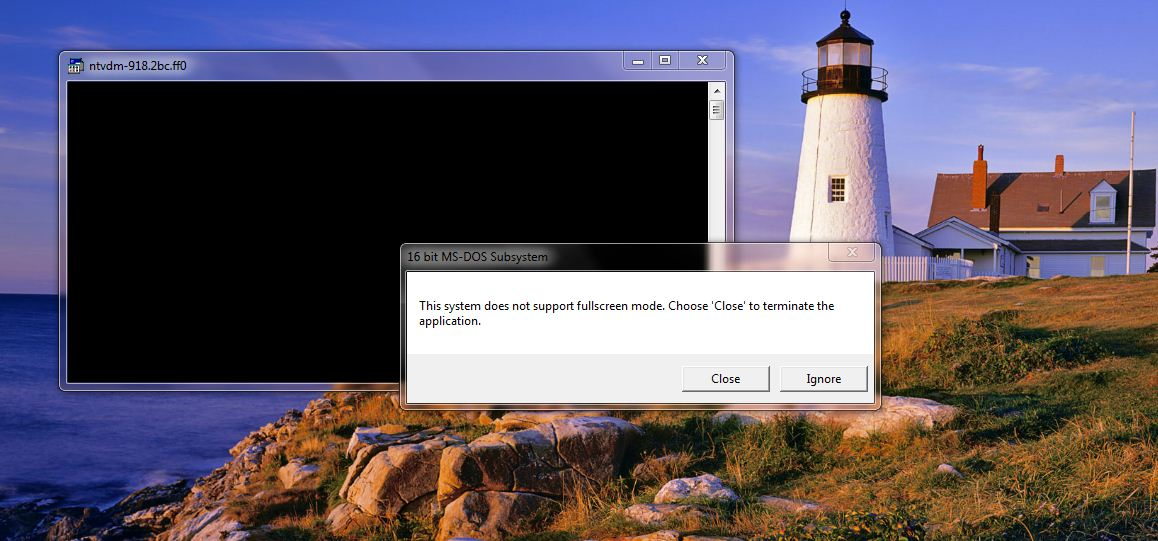 ntvdm-918.2bc.ff0
16 bit MS-DOS Subsystem
This system does not support fullscreen mode. Choose 'Close' to terminate the
application.
Close
Ignore